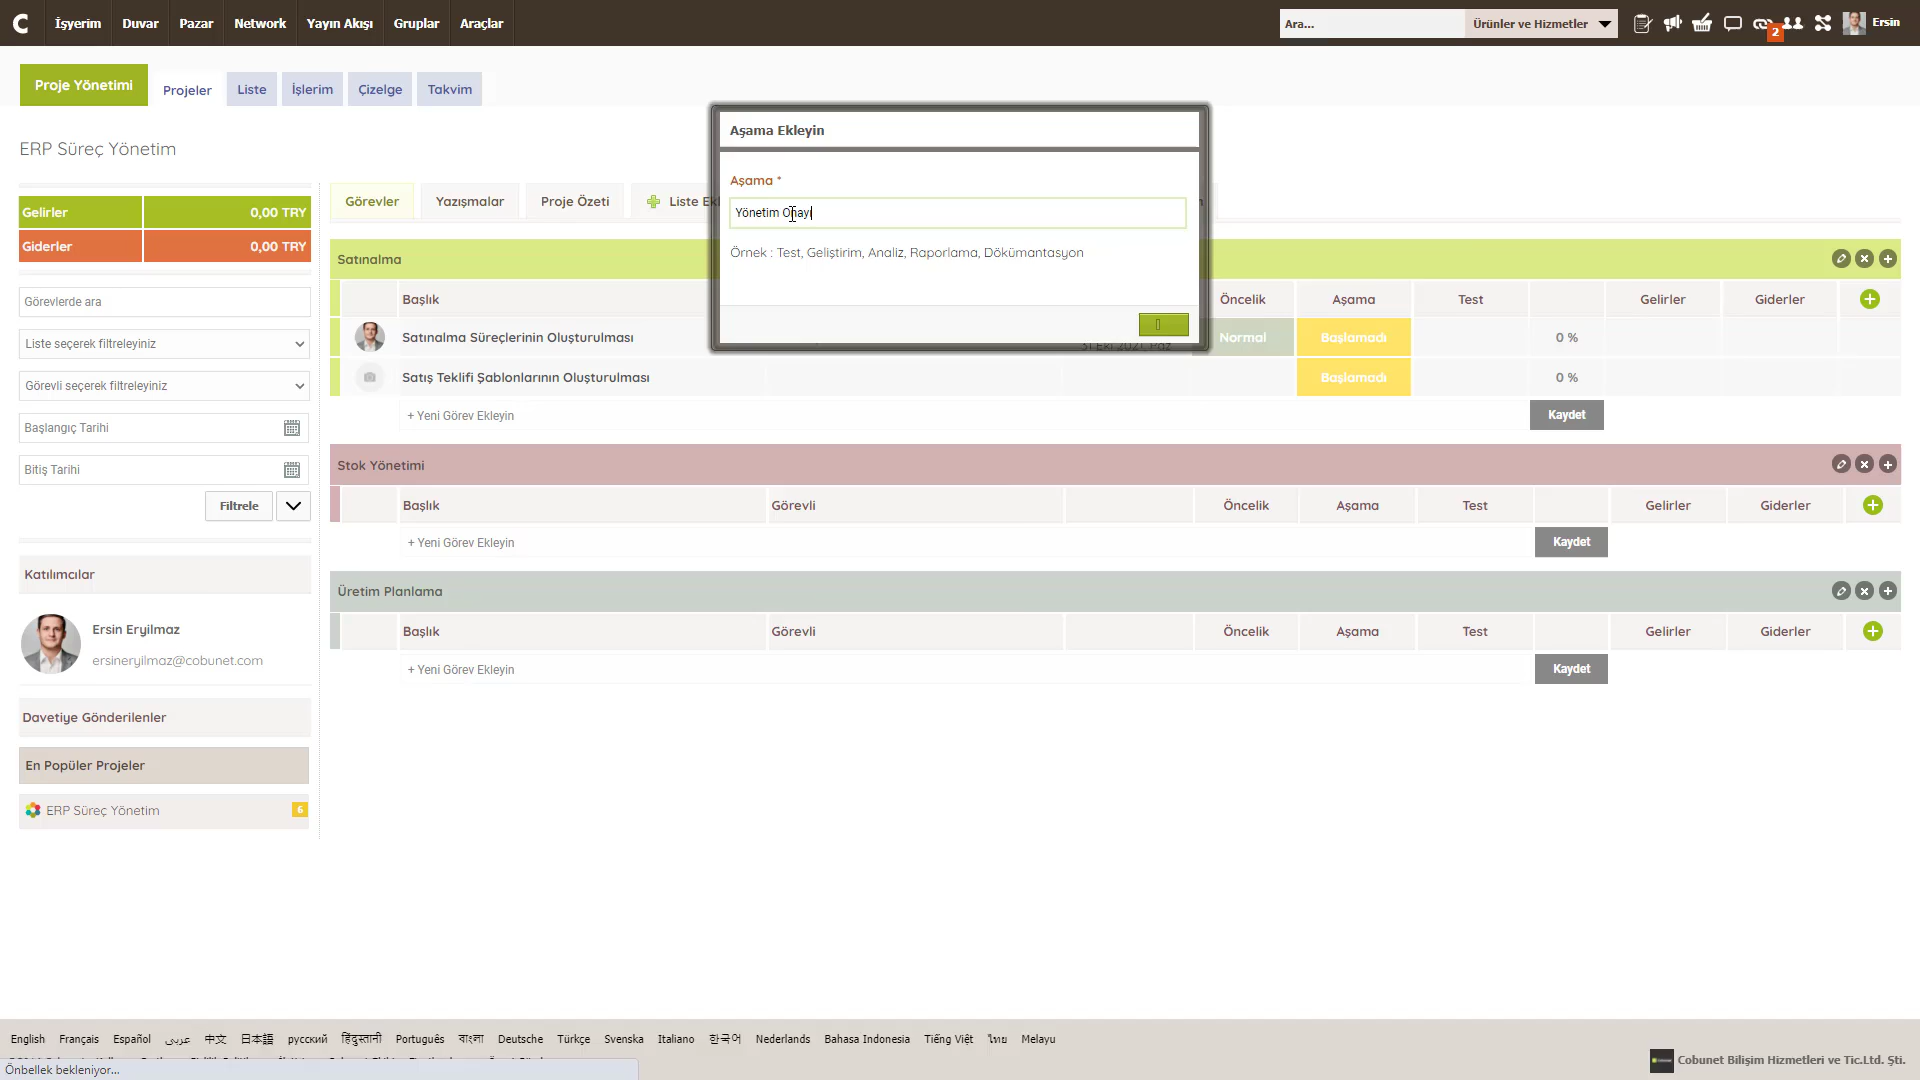 C İşyerim Duvar Pazar Network Yayın Akışı Gruplar Araçlar Ara... Ürünler ve Hizmetler 2 Ersin
Proje Yönetimi Projeler Liste İşlerim Çizelge Takvim
Aşama Ekleyin
ERP Süreç Yönetim
Aşama *
Yönetim Onayı
Örnek : Test, Geliştirim, Analiz, Raporlama, Dökümantasyon
Gelirler 0,00 TRY
Giderler 0,00 TRY
Görevlerde ara
Liste seçerek filtreleyiniz
Görevli seçerek filtreleyiniz
Başlangıç Tarihi
Bitiş Tarihi
Filtrele
Katılımcılar
Ersin Eryilmaz
ersineryilmaz@cobunet.com
Davetiye Gönderilenler
En Popüler Projeler
ERP Süreç Yönetim 6
Görevler Yazışmalar Proje Özeti Liste
Satınalma
Başlık Öncelik Aşama Test Gelirler Giderler
Satınalma Süreçlerinin Oluşturulması 31 Eki 2021, Paz Normal Başlamadı 0 %
Satış Teklifi Şablonlarının Oluşturulması Başlamadı 0 %
+ Yeni Görev Ekleyin Kaydet
Stok Yönetimi
Başlık Görevli Öncelik Aşama Test Gelirler Giderler
+ Yeni Görev Ekleyin Kaydet
Üretim Planlama
Başlık Görevli Öncelik Aşama Test Gelirler Giderler
+ Yeni Görev Ekleyin Kaydet
English Français Español عربى 中文 日本語 русский हिंदुस्तानी Português বাংলা Deutsche Türkçe Svenska Italiano 한국어 Nederlands Bahasa Indonesia Tiếng Việt ไทย Melayu
Cobunet Bilişim Hizmetleri ve Tic.Ltd. Şti.
Önbellek bekleniyor...